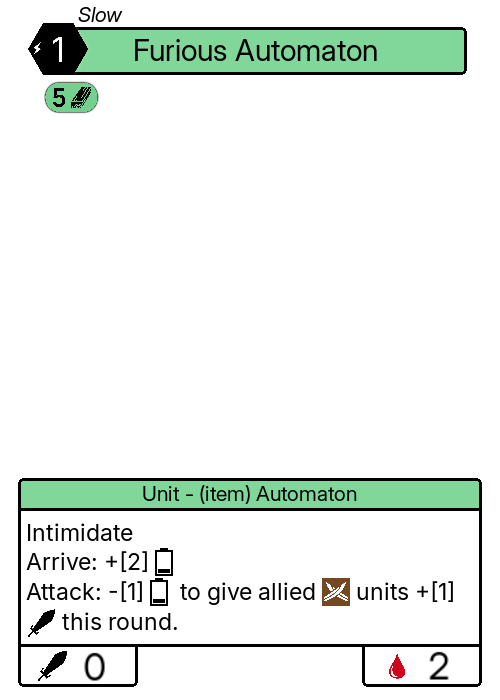 Slow
1
Furious Automaton
5
Unit - (item) Automaton
Intimidate
Arrive: +[2]
Attack: -[1] to give allied units +[1]
this round.
0
2